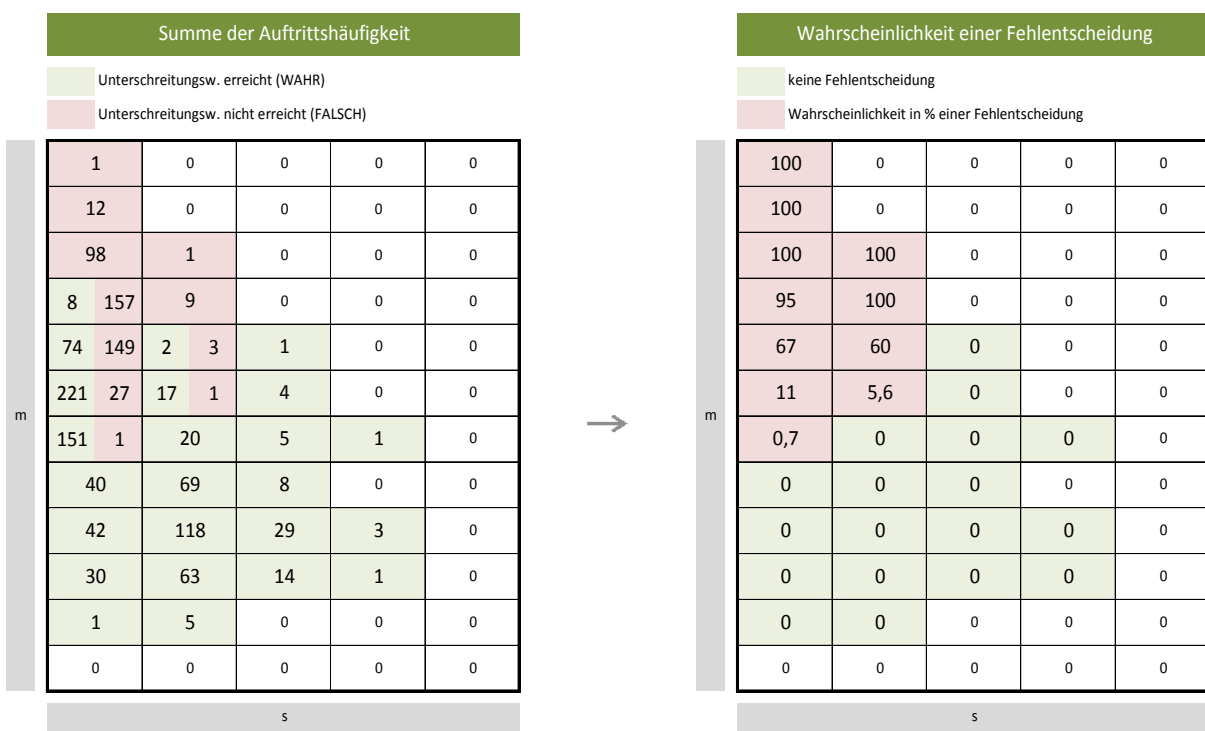 Summe der Auftrittshäufigkeit
Unterschreitungsw. erreicht (WAHR)
Unterschreitungsw. nicht erreicht (FALSCH)
1 0 0 0 0
12 0 0 0 0
98 1 0 0 0
8 157 9 0 0 0
74 149 2 3 1 0 0
221 27 17 1 4 0 0
151 1 20 5 1 0
40 69 8 0 0
42 118 29 3 0
30 63 14 1 0
1 5 0 0 0
0 0 0 0 0
m
s
→
Wahrscheinlichkeit einer Fehlentscheidung
keine Fehlentscheidung
Wahrscheinlichkeit in % einer Fehlentscheidung
100 0 0 0 0
100 0 0 0 0
100 100 0 0 0
95 100 0 0 0
67 60 0 0 0
11 5,6 0 0 0
0,7 0 0 0 0
0 0 0 0 0
0 0 0 0 0
0 0 0 0 0
0 0 0 0 0
0 0 0 0 0
m
s